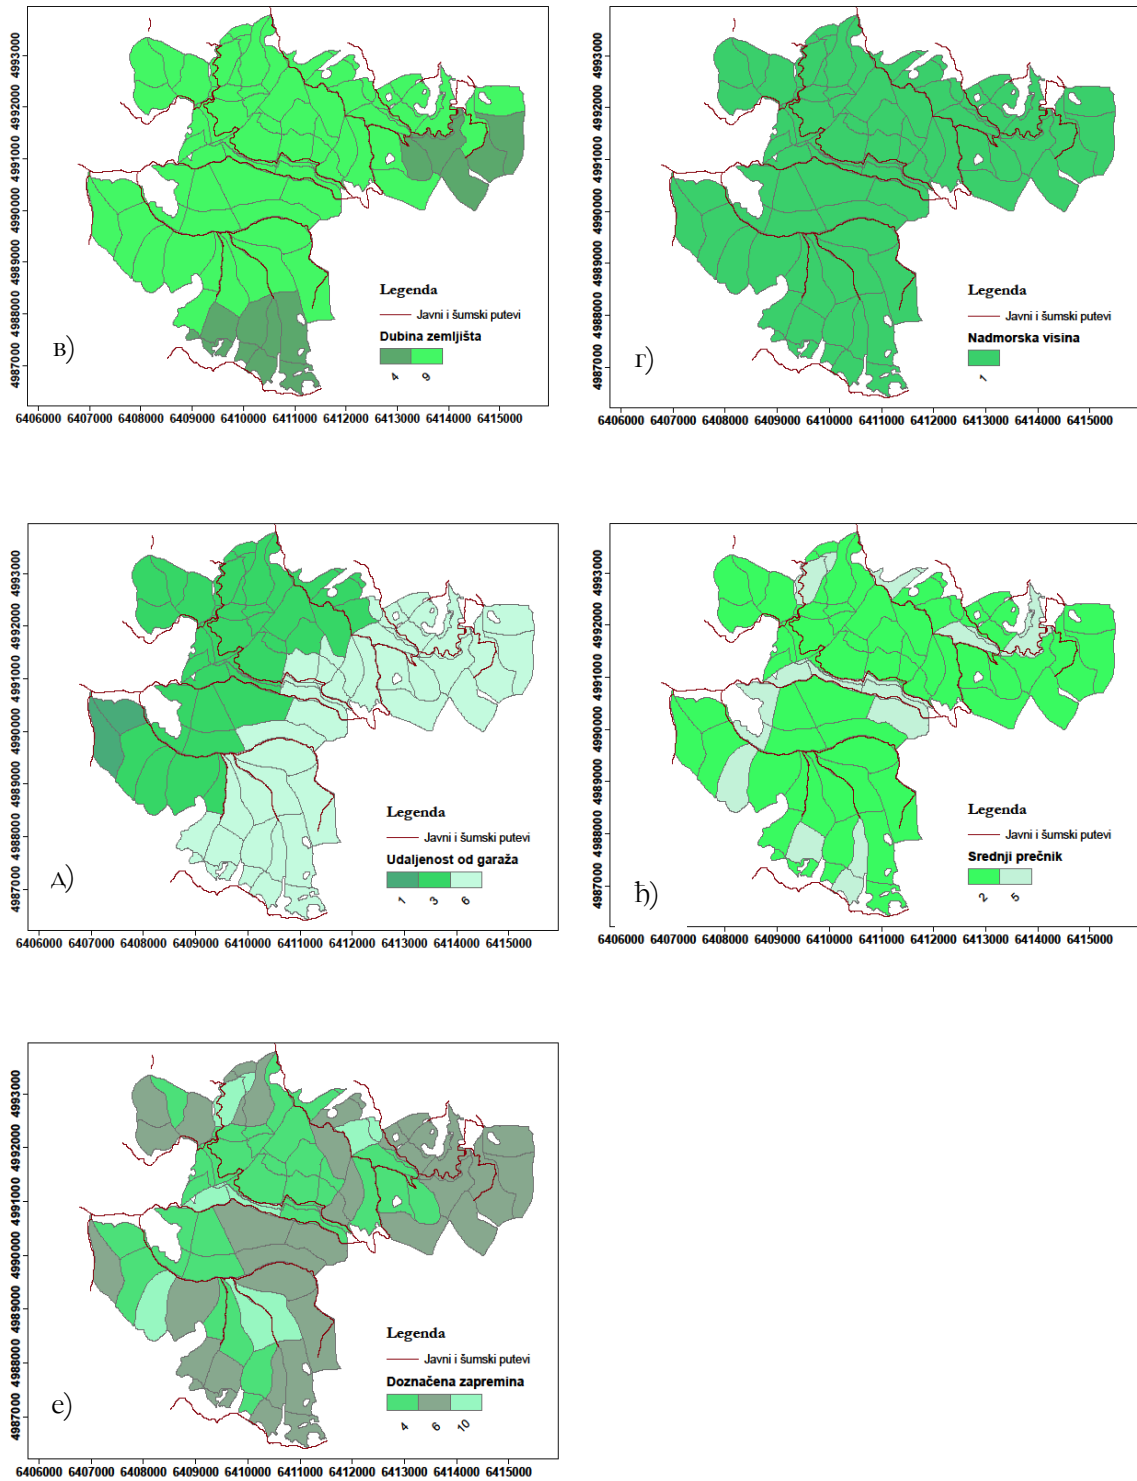 4993000
4992000
4991000
4990000
4989000
4988000
4987000
Legenda
Javni i šumski putevi
Dubina zemljišta
4 9
в)
6406000 6407000 6408000 6409000 6410000 6411000 6412000 6413000 6414000 6415000
4993000
4992000
4991000
4990000
4989000
4988000
4987000
Legenda
Javni i šumski putevi
Nadmorska visina
1
г)
6406000 6407000 6408000 6409000 6410000 6411000 6412000 6413000 6414000 6415000
4993000
4992000
4991000
4990000
4989000
4988000
4987000
Legenda
Javni i šumski putevi
Udaljenost od garaža
1 3 6
д)
6406000 6407000 6408000 6409000 6410000 6411000 6412000 6413000 6414000 6415000
4993000
4992000
4991000
4990000
4989000
4988000
4987000
Legenda
Javni i šumski putevi
Srednji prečnik
2 5
ђ)
6406000 6407000 6408000 6409000 6410000 6411000 6412000 6413000 6414000 6415000
4993000
4992000
4991000
4990000
4989000
4988000
4987000
Legenda
Javni i šumski putevi
Doznačena zapremina
4 6 10
е)
6406000 6407000 6408000 6409000 6410000 6411000 6412000 6413000 6414000 6415000